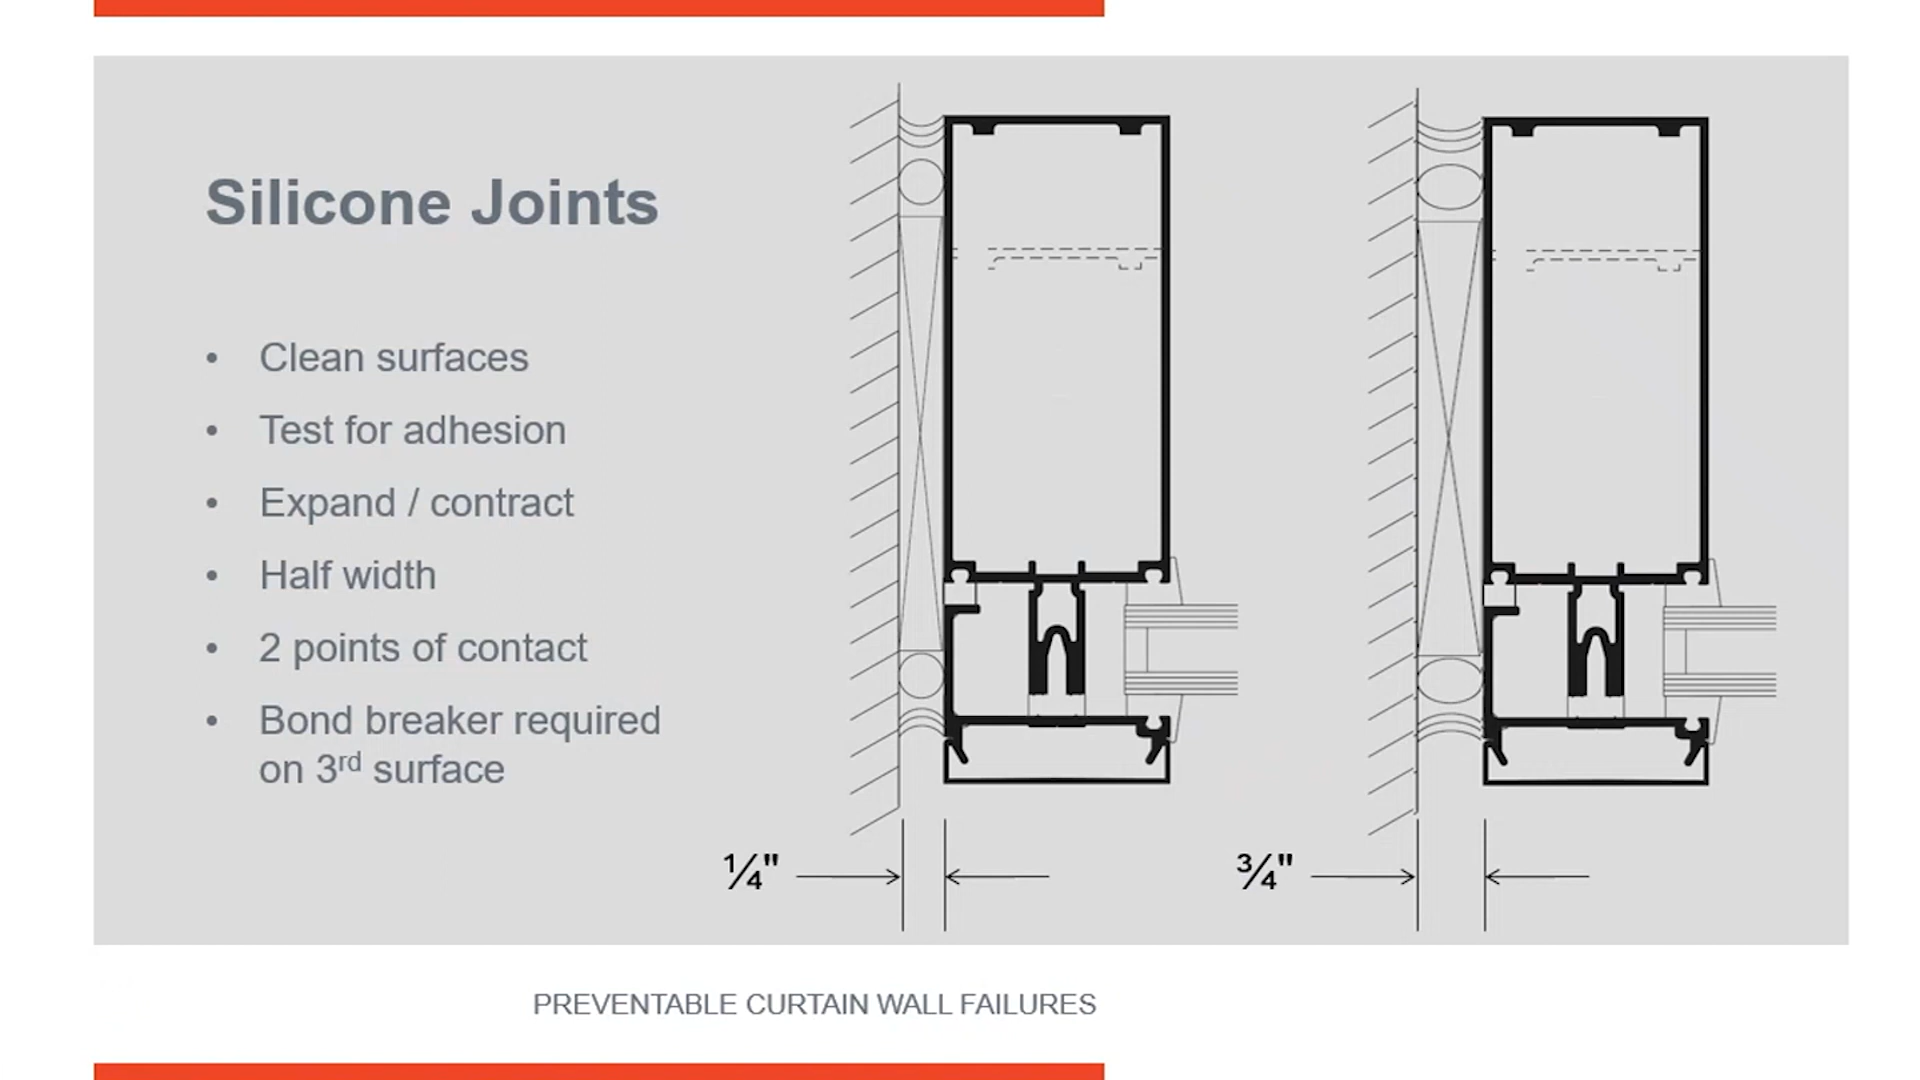 Silicone Joints
• Clean surfaces
• Test for adhesion
• Expand / contract
• Half width
• 2 points of contact
• Bond breaker required
on 3rd surface
¼"
¾"
PREVENTABLE CURTAIN WALL FAILURES